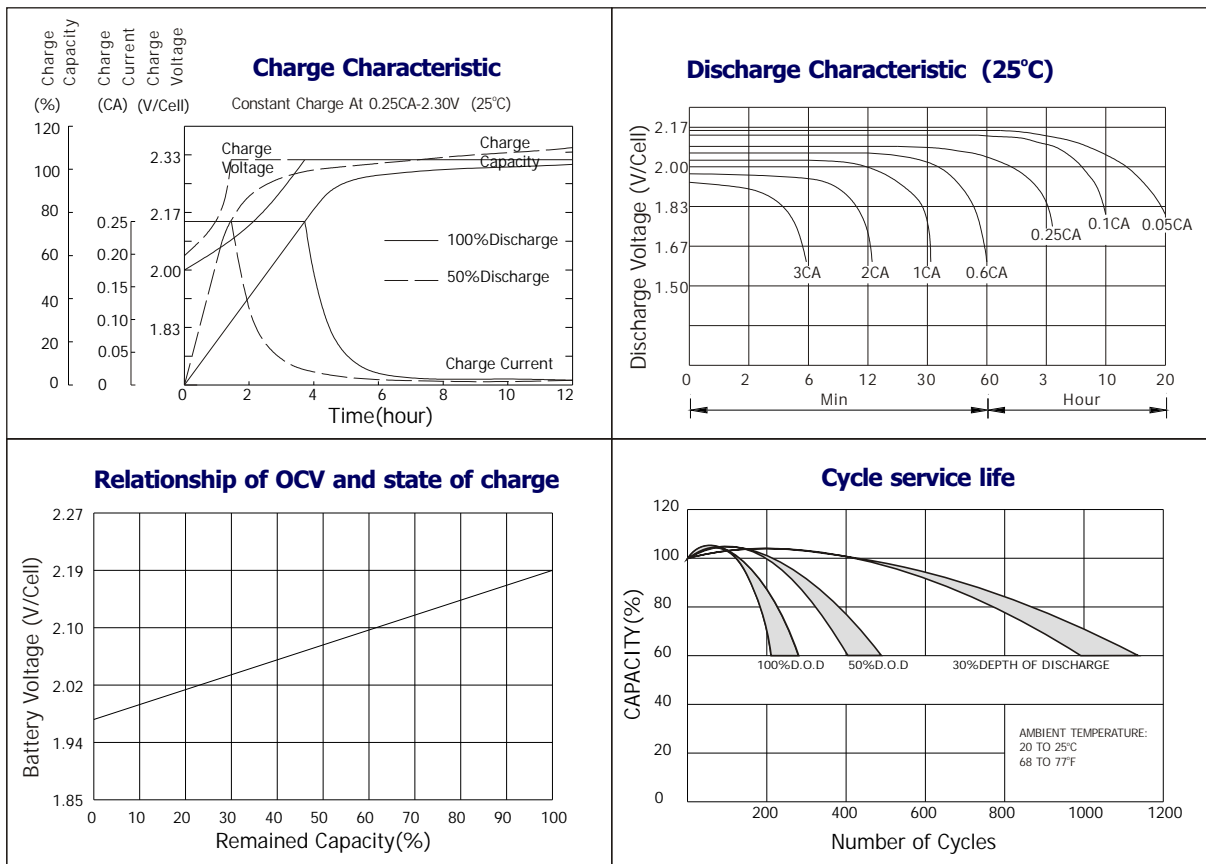 Charge Capacity
Charge Current
Charge Voltage
(%)
(CA)
(V/Cell)
Charge Characteristic
Constant Charge At 0.25CA-2.30V (25°C)
120
100
80
60
40
20
0
0.25
0.20
0.15
0.10
0.05
0
2.33
2.17
2.00
1.83
Charge
Voltage
Charge
Capacity
100%Discharge
50%Discharge
Charge Current
0 2 4 6 8 10 12
Time(hour)
Discharge Characteristic (25°C)
Discharge Voltage (V/Cell)
2.17
2.00
1.83
1.67
1.50
3CA
2CA
1CA
0.6CA
0.25CA
0.1CA
0.05CA
0 2 6 12 30 60 3 10 20
Min
Hour
Relationship of OCV and state of charge
Battery Voltage (V/Cell)
2.27
2.19
2.10
2.02
1.94
1.85
0 10 20 30 40 50 60 70 80 90 100
Remained Capacity(%)
Cycle service life
CAPACITY(%)
120
100
80
60
40
20
0
100%D.O.D
50%D.O.D
30%DEPTH OF DISCHARGE
AMBIENT TEMPERATURE:
20 TO 25°C
68 TO 77°F
200 400 600 800 1000 1200
Number of Cycles